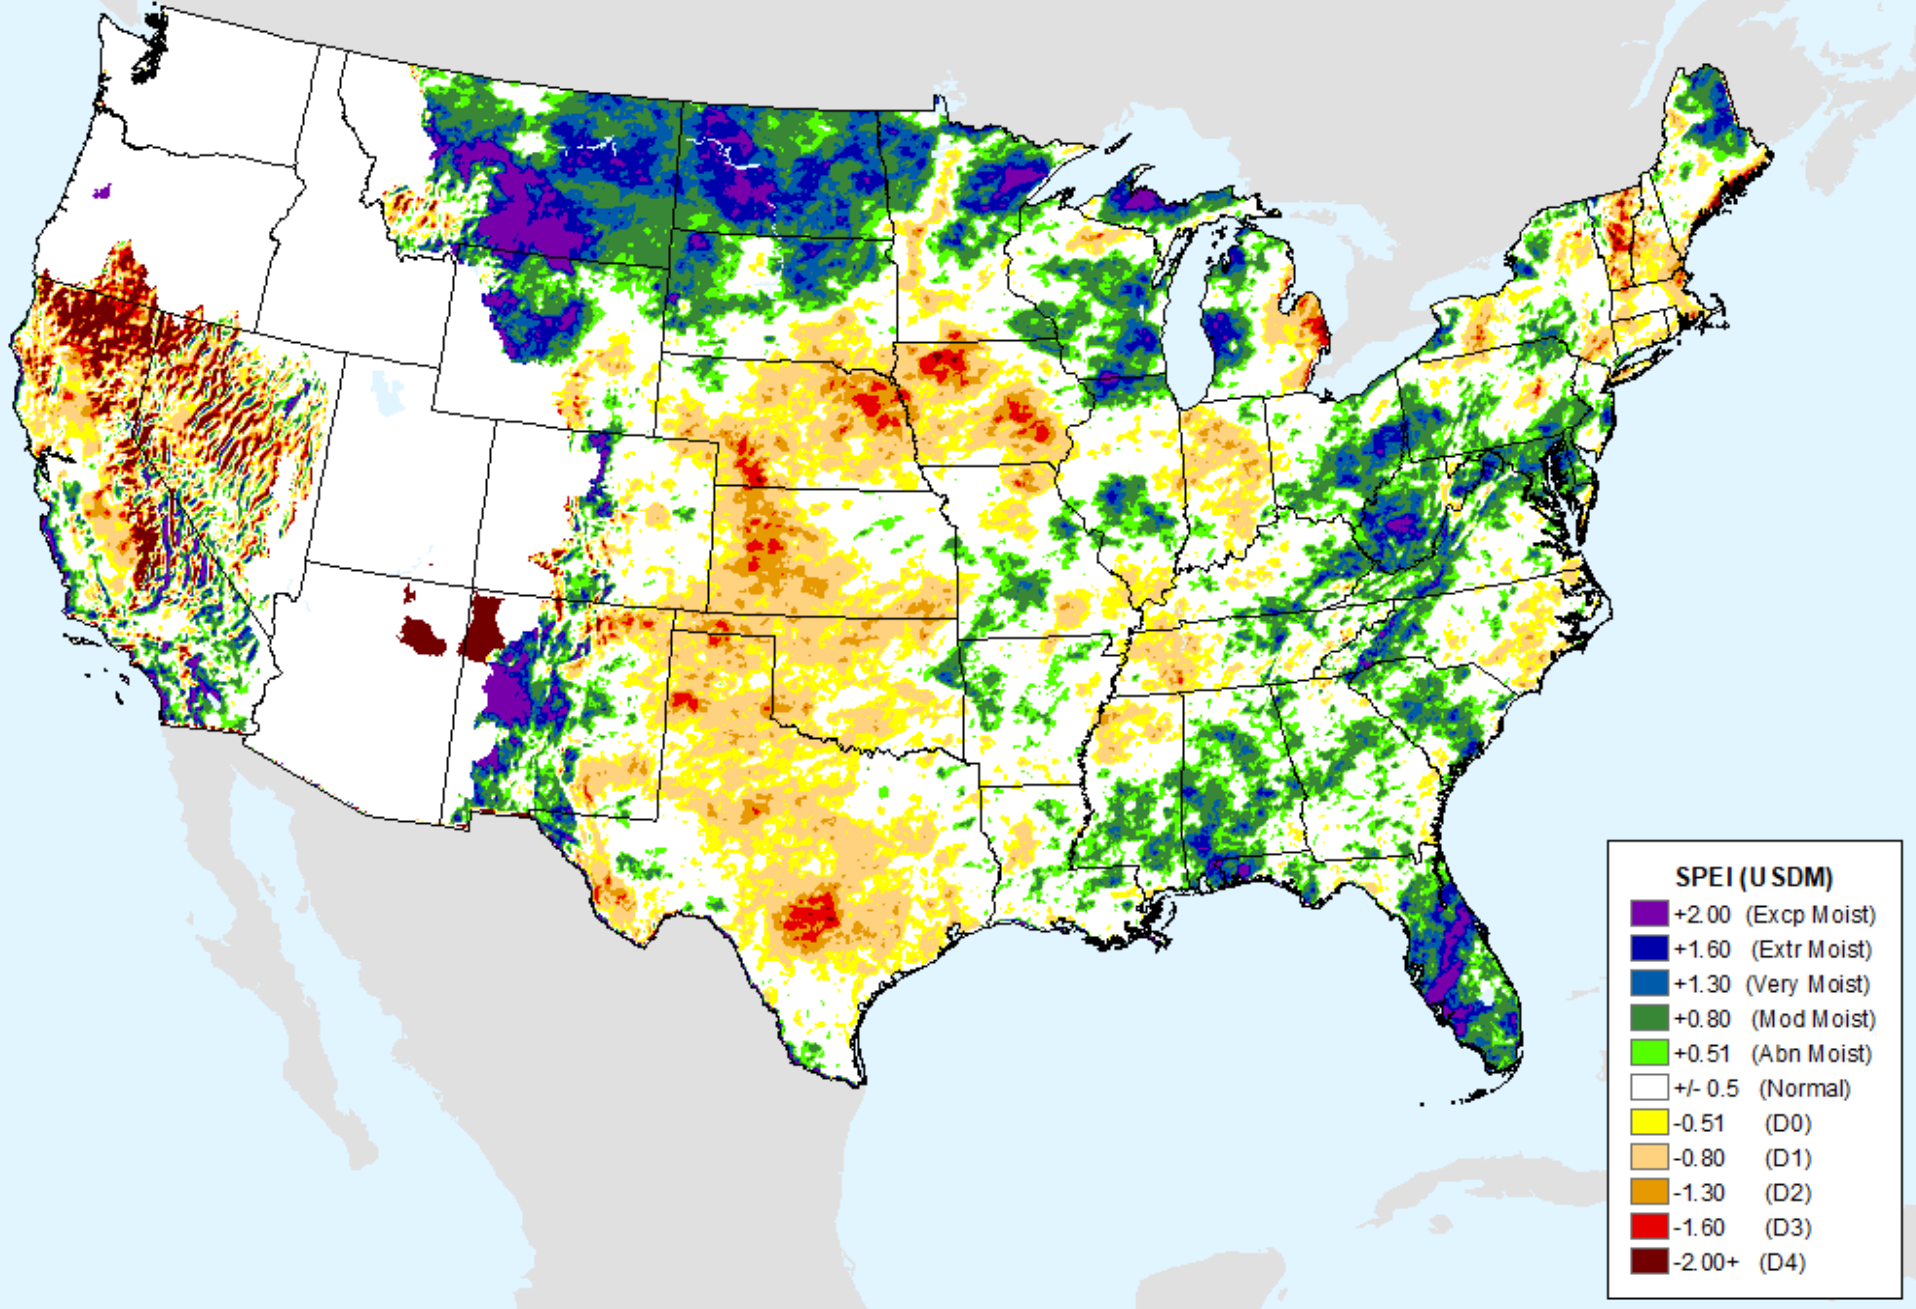 SPEI (USDM)
+2.00 (Excp Moist)
+1.60 (Extr Moist)
+1.30 (Very Moist)
+0.80 (Mod Moist)
+0.51 (Abn Moist)
+/- 0.5 (Normal)
-0.51 (D0)
-0.80 (D1)
-1.30 (D2)
-1.60 (D3)
-2.00+ (D4)